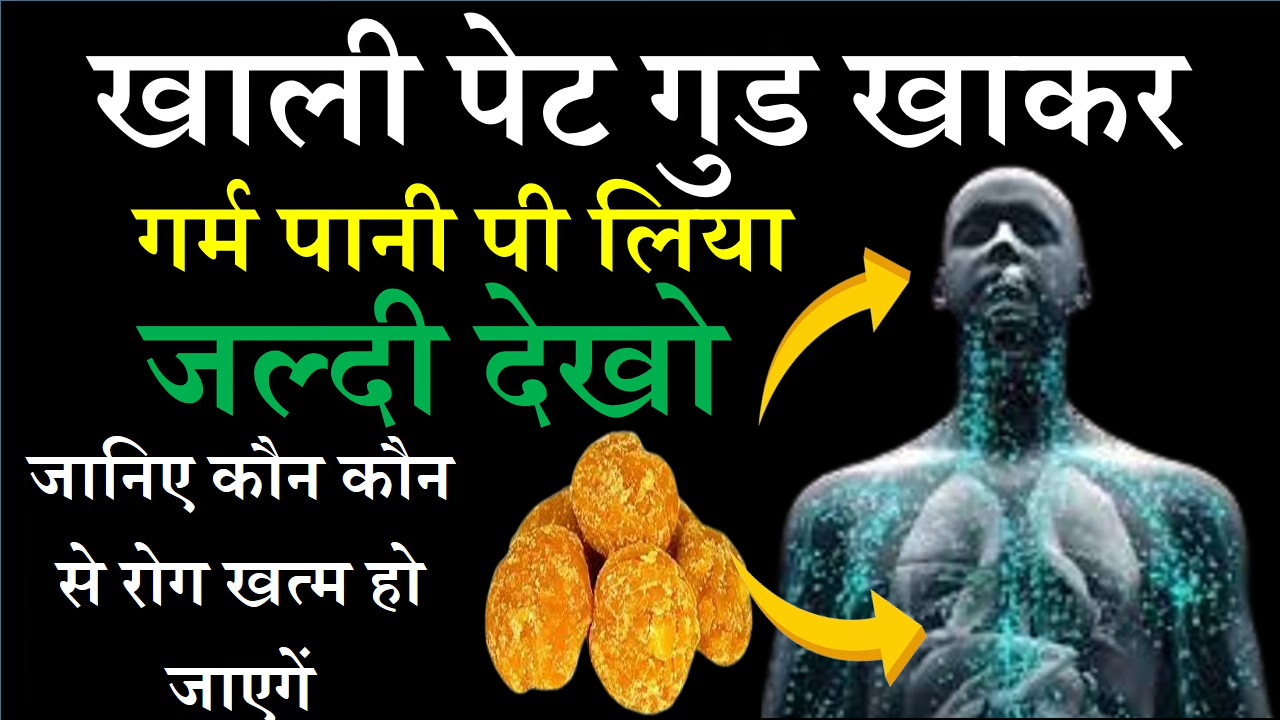 खाली पेट गुड खाकर
गर्म पानी पी लिया
जल्दी देखो
जानिए कौन कौन
से रोग खत्म हो
जाएगें